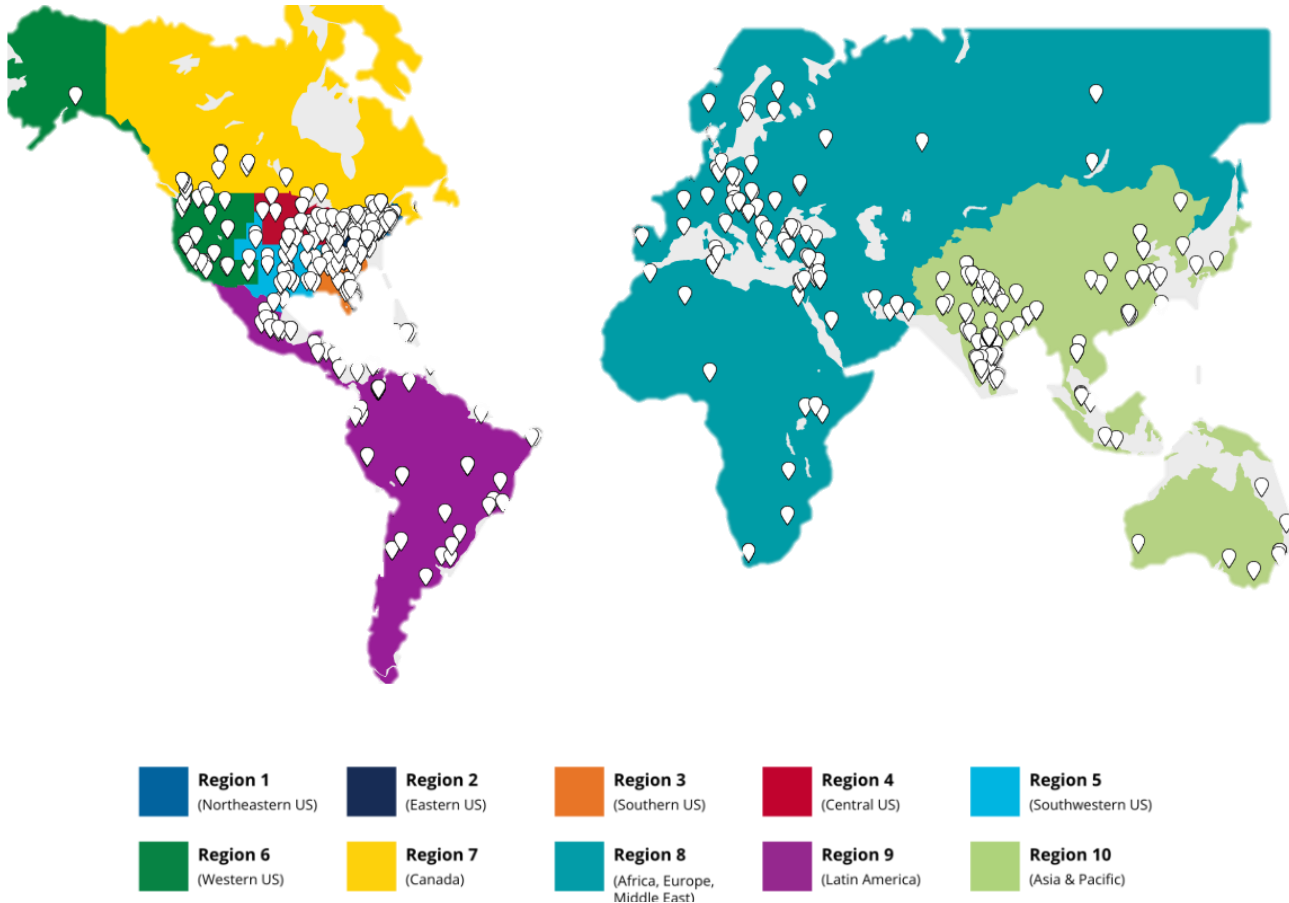 Region 1
(Northeastern US)
Region 2
(Eastern US)
Region 3
(Southern US)
Region 4
(Central US)
Region 5
(Southwestern US)
Region 6
(Western US)
Region 7
(Canada)
Region 8
(Africa, Europe,
Middle East)
Region 9
(Latin America)
Region 10
(Asia & Pacific)